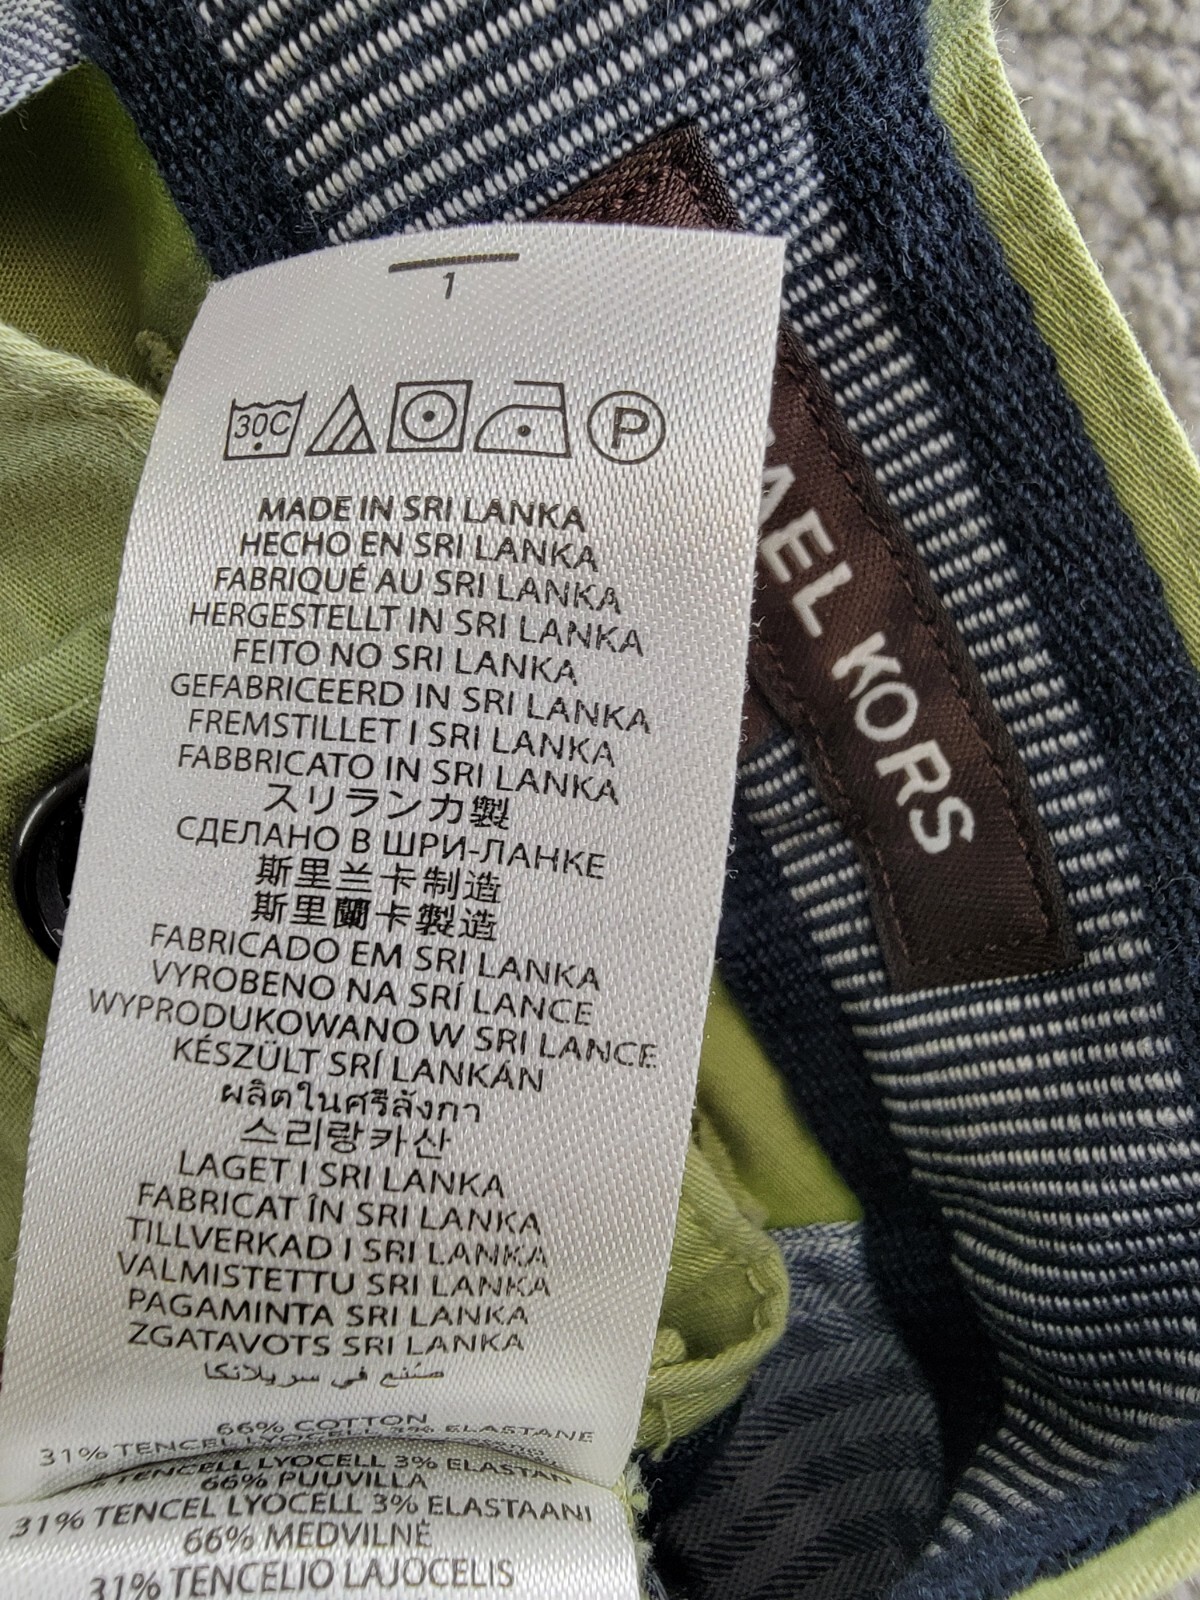 1
30C
P
MADE IN SRI LANKA
HECHO EN SRI LANKA
FABRIQUÉ AU SRI LANKA
HERGESTELLT IN SRI LANKA
FEITO NO SRI LANKA
GEFABRICEERD IN SRI LANKA
FREMSTILLET I SRI LANKA
FABBRICATO IN SRI LANKA
スリランカ製
СДЕЛАНО В ШРИ-ЛАНКЕ
斯里兰卡制造
斯里蘭卡製造
FABRICADO EM SRI LANKA
VYROBENO NA SRÍ LANCE
WYPRODUKOWANO W SRI LANCE
KÉSZÜLT SRÍ LANKÁN
ผลิตในศรีลังกา
스리랑카산
LAGET I SRI LANKA
FABRICAT ÎN SRI LANKA
TILLVERKAD I SRI LANKA
VALMISTETTU SRI LANKA
PAGAMINTA SRI LANKA
ZGATAVOTS SRI LANKA
صنع في سريلانكا
66% COTTON
31% TENCEL LYOCELL 3% ELASTANE
TENCELL LYOCELL 3% ELASTAN
66% PUUVILLA
31% TENCEL LYOCELL 3% ELASTAANI
66% MEDVILNĖ
31% TENCELIO LAJOCELIS
AEL KORS